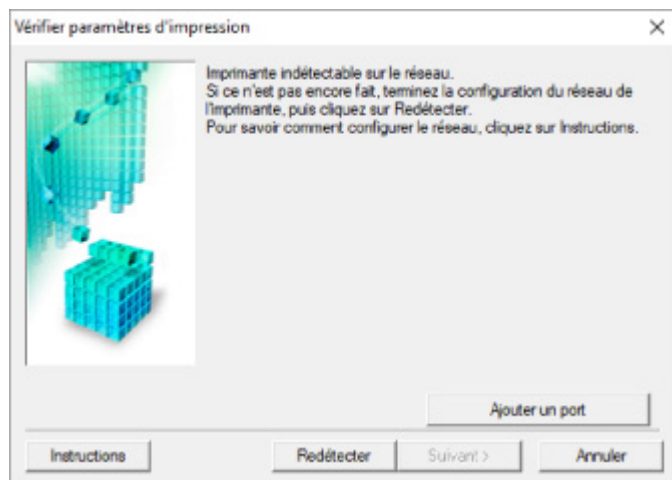 Vérifier paramètres d'impression
Imprimante indétectable sur le réseau.
Si ce n'est pas encore fait, terminez la configuration du réseau de
l'imprimante, puis cliquez sur Redétecter.
Pour savoir comment configurer le réseau, cliquez sur Instructions.
Ajouter un port
Instructions
Redétecter
Suivant >
Annuler